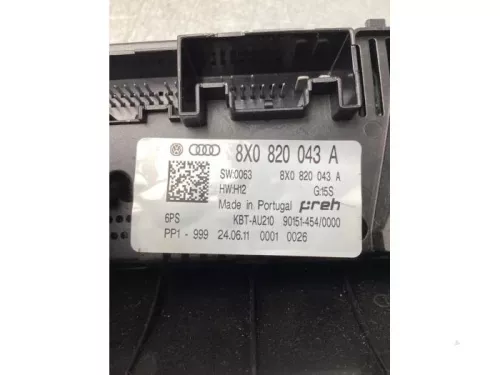 8X0 820 043 A
SW:0063 8X0 820 043 A
HW:H12 G:15S
Made in Portugal preh
6PS KBT-AU210 90151-454/0000
PP1 - 999 24.06.11 0001 0026